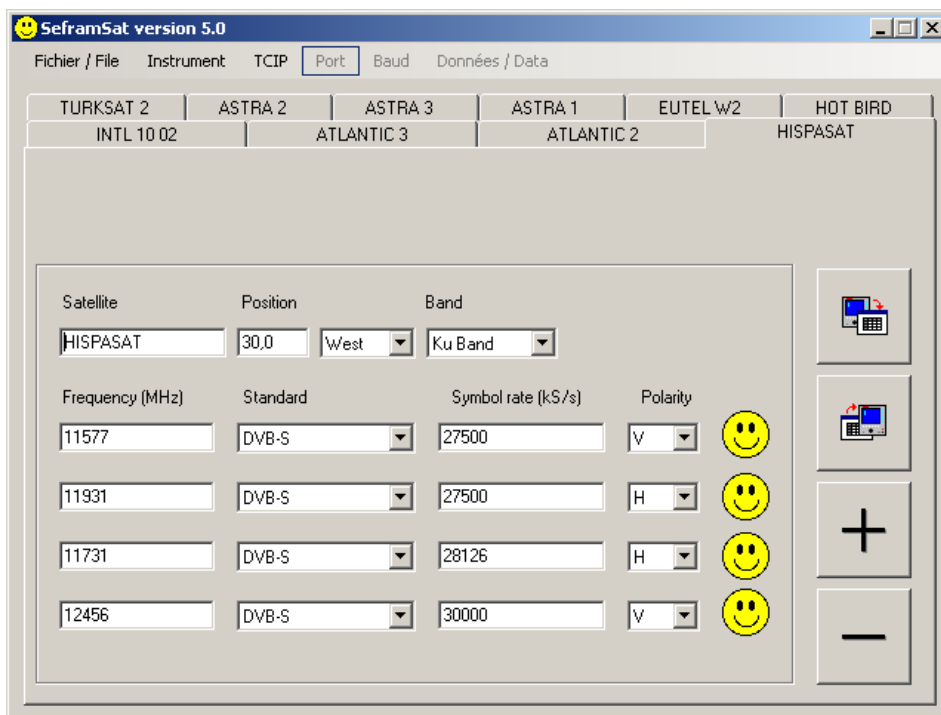 SeframSat version 5.0
Fichier / File Instrument TCIP Port Baud Données / Data
TURKSAT 2 ASTRA 2 ASTRA 3 ASTRA 1 EUTEL W2 HOT BIRD
INTL 10 02 ATLANTIC 3 ATLANTIC 2 HISPASAT
Satellite Position Band
HISPASAT 30,0 West Ku Band
Frequency (MHz) Standard Symbol rate (kS/s) Polarity
11577 DVB-S 27500 V
11931 DVB-S 27500 H
11731 DVB-S 28126 H
12456 DVB-S 30000 V